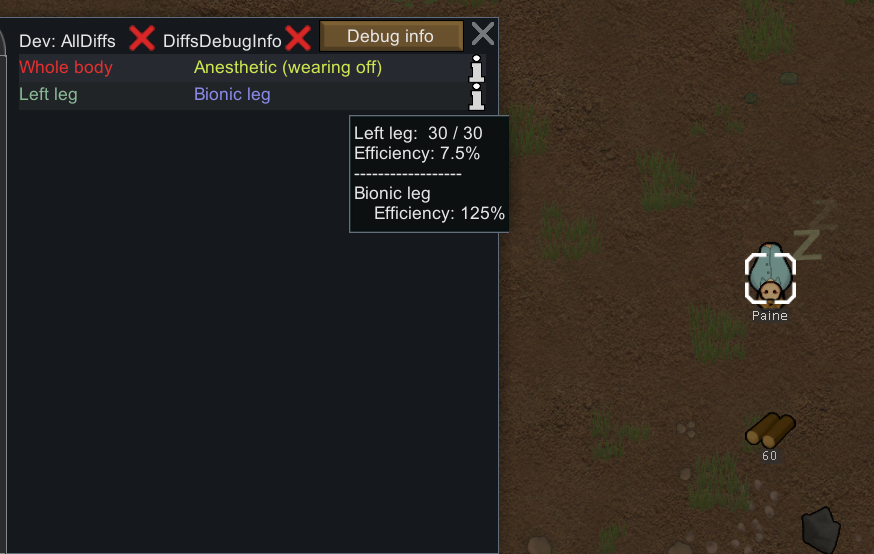 Dev: AllDiffs DiffsDebugInfo Debug info
Whole body Anesthetic (wearing off)
Left leg Bionic leg
Left leg: 30 / 30
Efficiency: 7.5%
------------------
Bionic leg
Efficiency: 125%
Z
Z
Paine
60